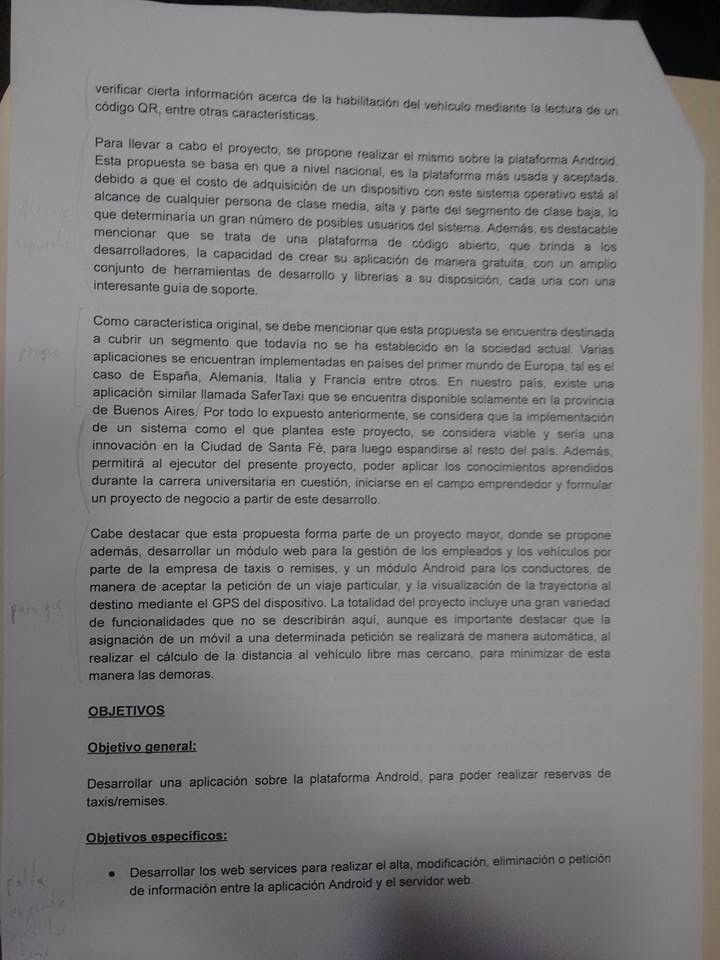 verificar cierta información acerca de la habilitación del vehículo mediante la lectura de un
código QR, entre otras características.
Para llevar a cabo el proyecto, se propone realizar el mismo sobre la plataforma Android.
Esta propuesta se basa en que a nivel nacional, es la plataforma más usada y aceptada,
debido a que el costo de adquisición de un dispositivo con este sistema operativo está al
alcance de cualquier persona de clase media, alta y parte del segmento de clase baja, lo
que determinaría un gran número de posibles usuarios del sistema. Además, es destacable
mencionar que se trata de una plataforma de código abierto, que brinda a los
desarrolladores, la capacidad de crear su aplicación de manera gratuita, con un amplio
conjunto de herramientas de desarrollo y librerias a su disposición, cada una con una
interesante guía de soporte.
Como característica original, se debe mencionar que esta propuesta se encuentra destinada
porque
a cubrir un segmento que todavía no se ha establecido en la sociedad actual. Varias
aplicaciones se encuentran implementadas en países del primer mundo de Europa, tal es el
caso de España, Alemania, Italia y Francia entre otros. En nuestro país, existe una
aplicación similar llamada SaferTaxi que se encuentra disponible solamente en la provincia
de Buenos Aires. Por todo lo expuesto anteriormente, se considera que la implementación
de un sistema como el que plantea este proyecto, se considera viable y sería una
innovación en la Ciudad de Santa Fé, para luego espandirse al resto del país. Además,
permitirá al ejecutor del presente proyecto, poder aplicar los conocimientos aprendidos
durante la carrera universitaria en cuestión, iniciarse en el campo emprendedor y formular
un proyecto de negocio a partir de este desarrollo.
Cabe destacar que esta propuesta forma parte de un proyecto mayor, donde se propone
además, desarrollar un módulo web para la gestión de los empleados y los vehículos por
parte de la empresa de taxis o remises, y un módulo Android para los conductores, de
manera de aceptar la petición de un viaje particular, y la visualización de la trayectoria al
destino mediante el GPS del dispositivo. La totalidad del proyecto incluye una gran variedad
de funcionalidades que no se describirán aquí, aunque es importante destacar que la
asignación de un móvil a una determinada petición se realizará de manera automática, al
realizar el cálculo de la distancia al vehículo libre mas cercano, para minimizar de esta
manera las demoras.
OBJETIVOS
Objetivo general:
Desarrollar una aplicación sobre la plataforma Android, para poder realizar reservas de
taxis/remises.
Objetivos específicos:
• Desarrollar los web services para realizar el alta, modificación, eliminación o petición
de información entre la aplicación Android y el servidor web.
Falta